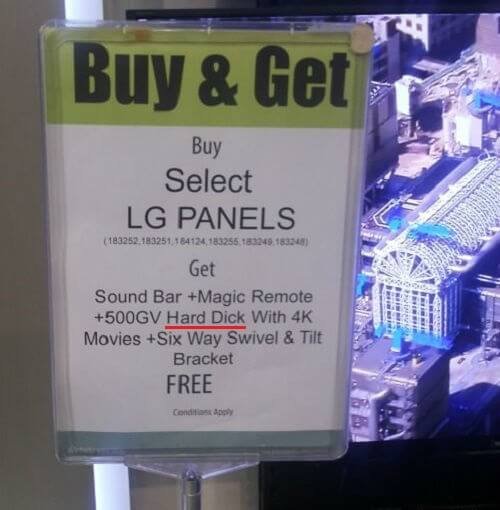 Buy & Get
Buy
Select
LG PANELS
(183252,183251,184124,183255,183249,183248)
Get
Sound Bar +Magic Remote
+500GV Hard Dick With 4K
Movies +Six Way Swivel & Tilt
Bracket
FREE
Conditions Apply